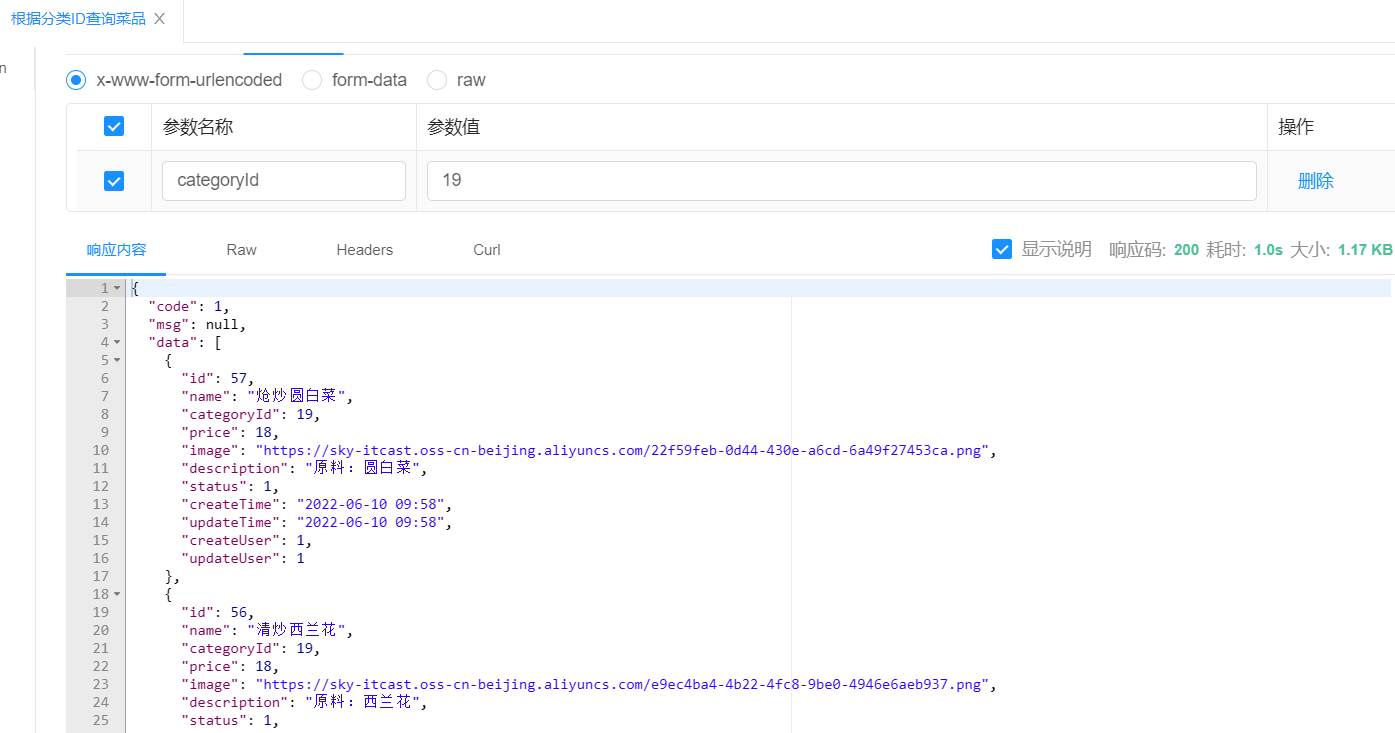 根据分类ID查询菜品
n
x-www-form-urlencoded form-data raw
参数名称 参数值 操作
categoryId 19 删除
响应内容 Raw Headers Curl 显示说明 响应码: 200 耗时: 1.0s 大小: 1.17 KB
1 {
2 "code": 1,
3 "msg": null,
4 "data": [
5 {
6 "id": 57,
7 "name": "炝炒圆白菜",
8 "categoryId": 19,
9 "price": 18,
10 "image": "https://sky-itcast.oss-cn-beijing.aliyuncs.com/22f59feb-0d44-430e-a6cd-6a49f27453ca.png",
11 "description": "原料：圆白菜",
12 "status": 1,
13 "createTime": "2022-06-10 09:58",
14 "updateTime": "2022-06-10 09:58",
15 "createUser": 1,
16 "updateUser": 1
17 },
18 {
19 "id": 56,
20 "name": "清炒西兰花",
21 "categoryId": 19,
22 "price": 18,
23 "image": "https://sky-itcast.oss-cn-beijing.aliyuncs.com/e9ec4ba4-4b22-4fc8-9be0-4946e6aeb937.png",
24 "description": "原料：西兰花",
25 "status": 1,